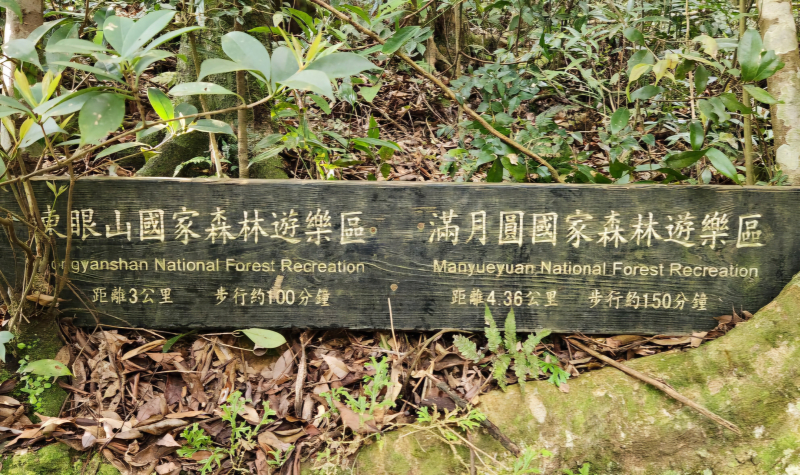 東眼山國家森林遊樂區 滿月圓國家森林遊樂區
ongyanshan National Forest Recreation Manyueyuan National Forest Recreation
距離3公里 步行約100分鐘 距離4.36公里 步行約150分鐘